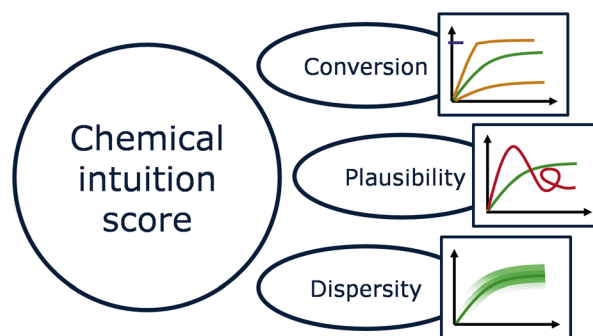 Chemical
intuition
score
Conversion
Plausibility
Dispersity